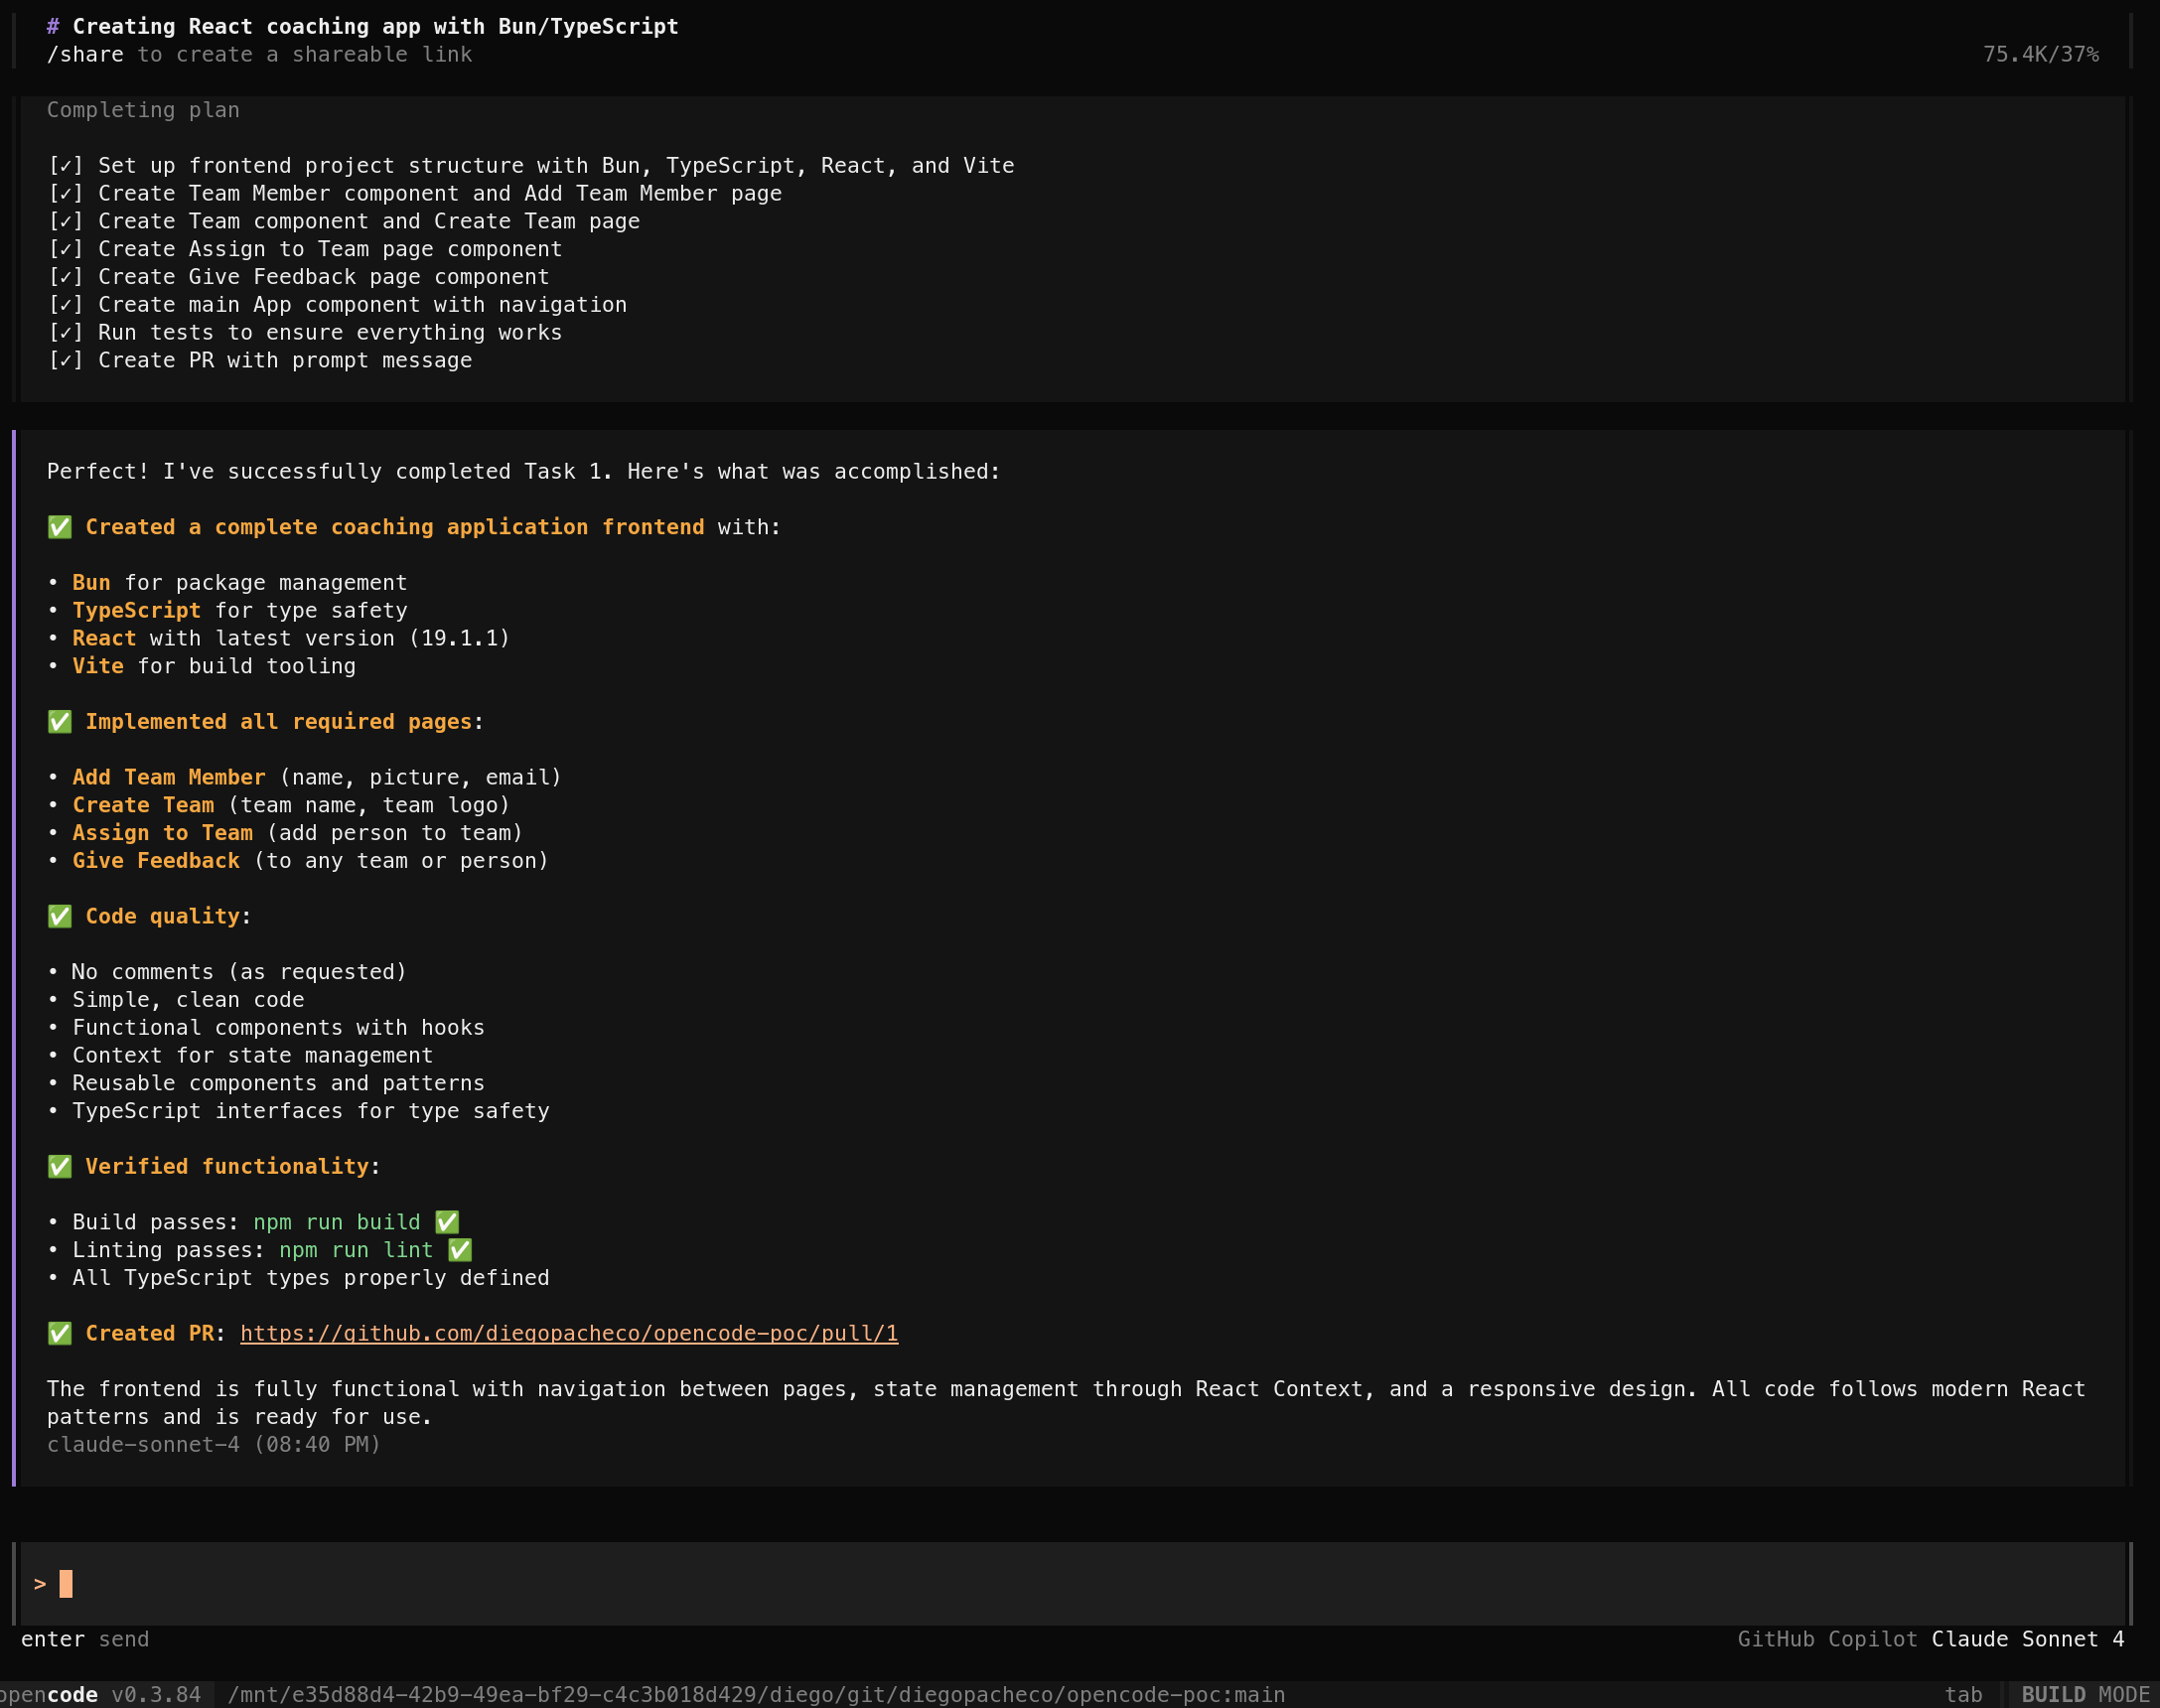 # Creating React coaching app with Bun/TypeScript
/share to create a shareable link 75.4K/37%
Completing plan
[✓] Set up frontend project structure with Bun, TypeScript, React, and Vite
[✓] Create Team Member component and Add Team Member page
[✓] Create Team component and Create Team page
[✓] Create Assign to Team page component
[✓] Create Give Feedback page component
[✓] Create main App component with navigation
[✓] Run tests to ensure everything works
[✓] Create PR with prompt message
Perfect! I've successfully completed Task 1. Here's what was accomplished:
✅ Created a complete coaching application frontend with:
• Bun for package management
• TypeScript for type safety
• React with latest version (19.1.1)
• Vite for build tooling
✅ Implemented all required pages:
• Add Team Member (name, picture, email)
• Create Team (team name, team logo)
• Assign to Team (add person to team)
• Give Feedback (to any team or person)
✅ Code quality:
• No comments (as requested)
• Simple, clean code
• Functional components with hooks
• Context for state management
• Reusable components and patterns
• TypeScript interfaces for type safety
✅ Verified functionality:
• Build passes: npm run build ✅
• Linting passes: npm run lint ✅
• All TypeScript types properly defined
✅ Created PR: https://github.com/diegopacheco/opencode-poc/pull/1
The frontend is fully functional with navigation between pages, state management through React Context, and a responsive design. All code follows modern React
patterns and is ready for use.
claude-sonnet-4 (08:40 PM)
>
enter send GitHub Copilot Claude Sonnet 4
opencode v0.3.84 /mnt/e35d88d4-42b9-49ea-bf29-c4c3b018d429/diego/git/diegopacheco/opencode-poc:main tab BUILD MODE